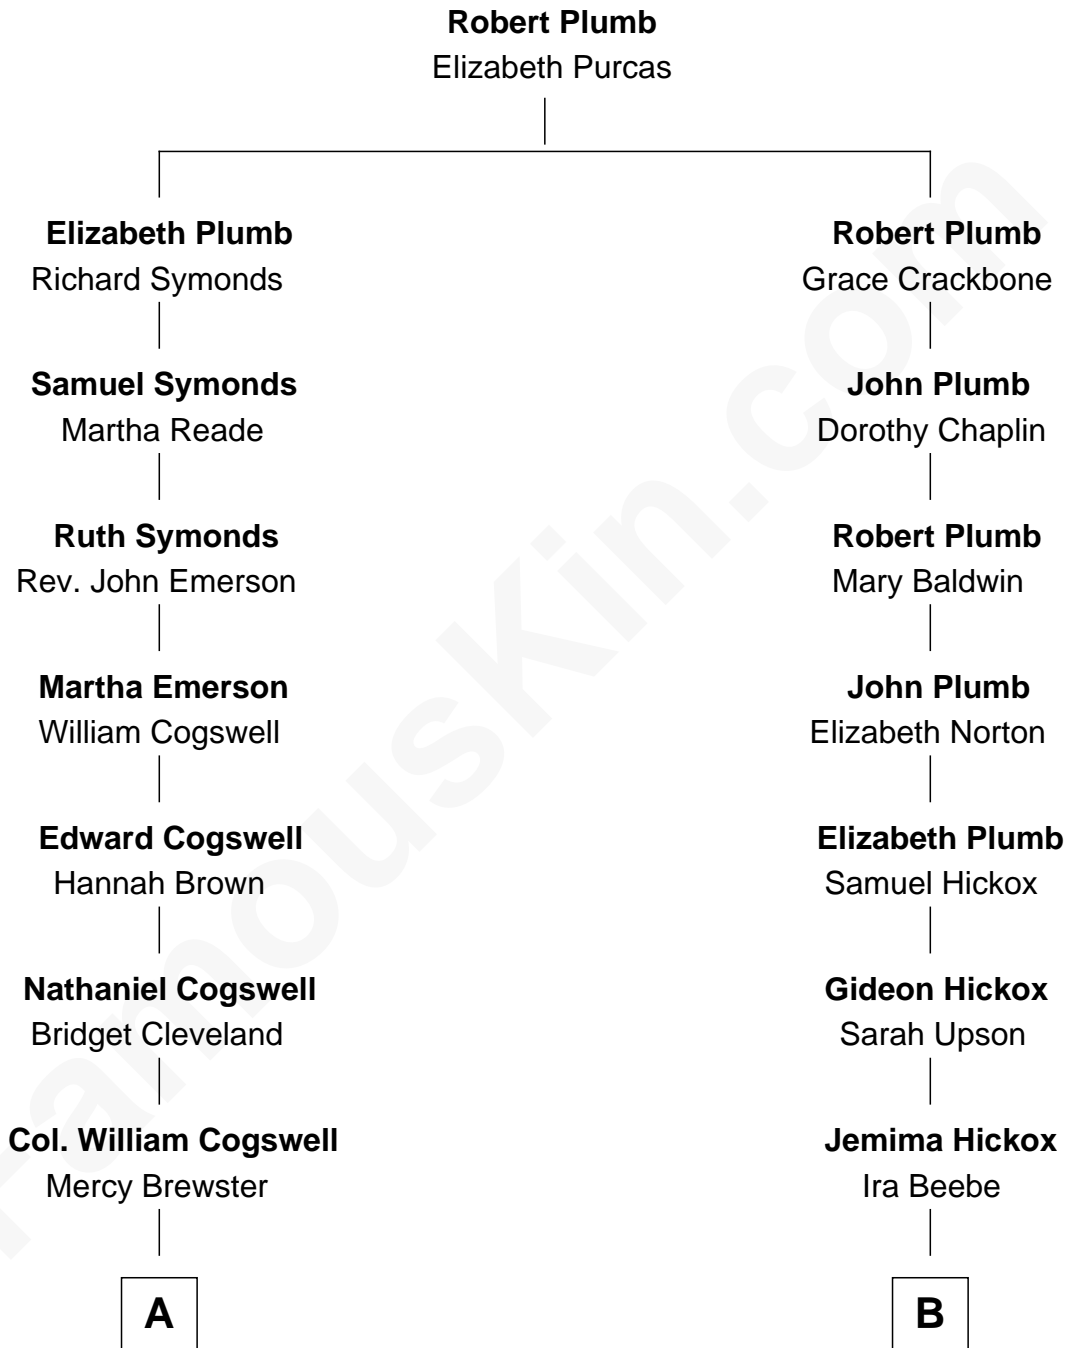 Robert Plumb
Elizabeth Purcas
Elizabeth Plumb
Richard Symonds
Samuel Symonds
Martha Reade
Ruth Symonds
Rev. John Emerson
Martha Emerson
William Cogswell
Edward Cogswell
Hannah Brown
Nathaniel Cogswell
Bridget Cleveland
Col. William Cogswell
Mercy Brewster
A
Robert Plumb
Grace Crackbone
John Plumb
Dorothy Chaplin
Robert Plumb
Mary Baldwin
John Plumb
Elizabeth Norton
Elizabeth Plumb
Samuel Hickox
Gideon Hickox
Sarah Upson
Jemima Hickox
Ira Beebe
B
FamousKin.com